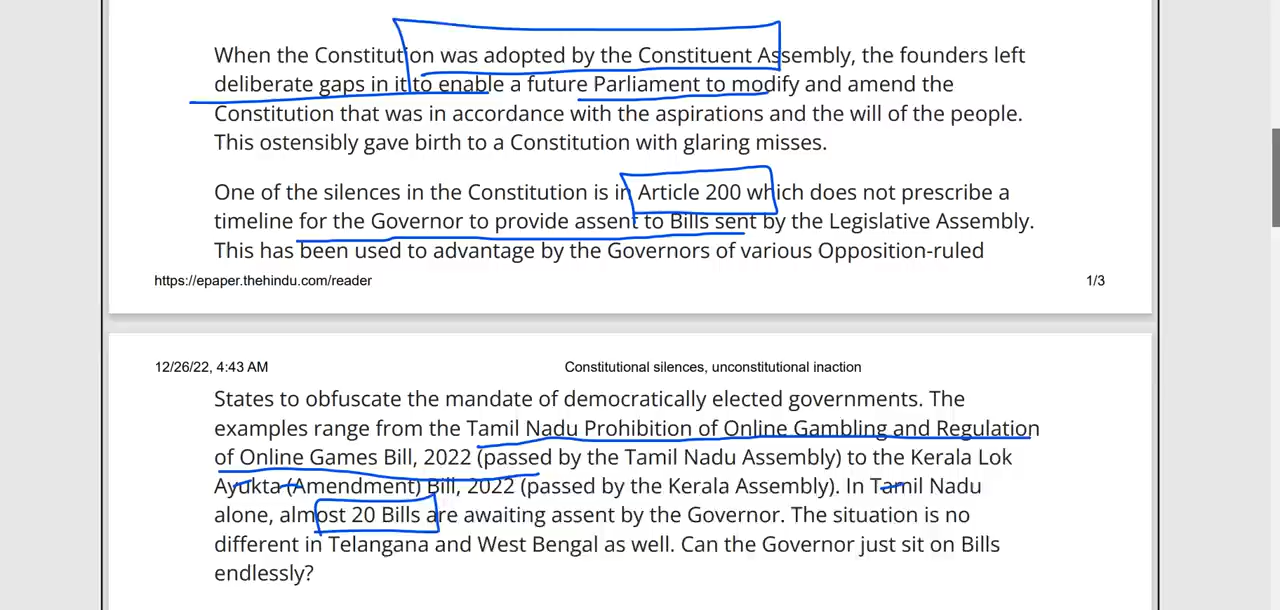 When the Constitution was adopted by the Constituent Assembly, the founders left
deliberate gaps in it to enable a future Parliament to modify and amend the
Constitution that was in accordance with the aspirations and the will of the people.
This ostensibly gave birth to a Constitution with glaring misses.
One of the silences in the Constitution is in Article 200 which does not prescribe a
timeline for the Governor to provide assent to Bills sent by the Legislative Assembly.
This has been used to advantage by the Governors of various Opposition-ruled
https://epaper.thehindu.com/reader 1/3
12/26/22, 4:43 AM Constitutional silences, unconstitutional inaction
States to obfuscate the mandate of democratically elected governments. The
examples range from the Tamil Nadu Prohibition of Online Gambling and Regulation
of Online Games Bill, 2022 (passed by the Tamil Nadu Assembly) to the Kerala Lok
Ayukta (Amendment) Bill, 2022 (passed by the Kerala Assembly). In Tamil Nadu
alone, almost 20 Bills are awaiting assent by the Governor. The situation is no
different in Telangana and West Bengal as well. Can the Governor just sit on Bills
endlessly?